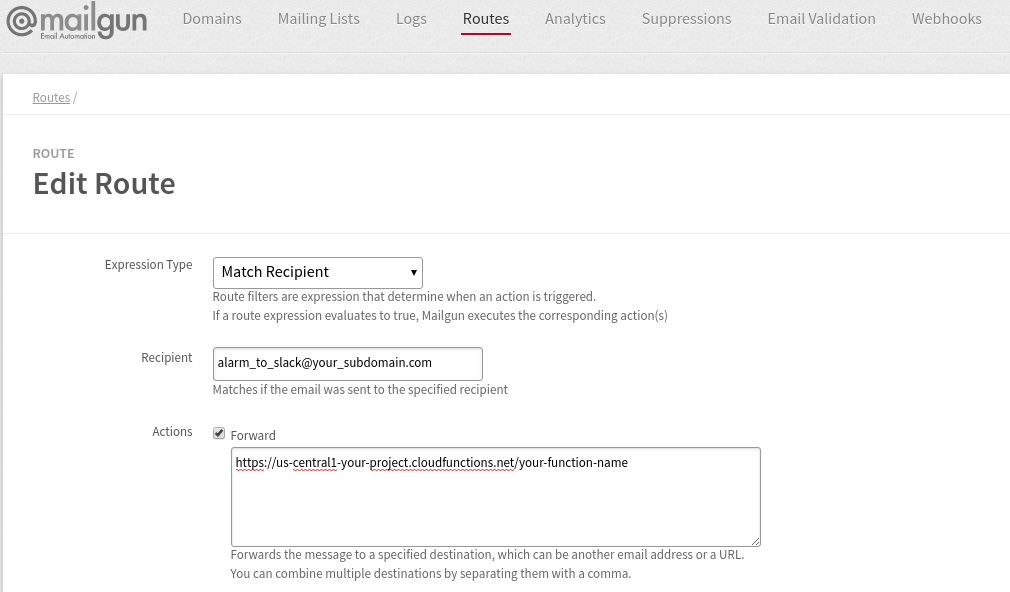 @mailgun
Email Automation
Domains Mailing Lists Logs Routes Analytics Suppressions Email Validation Webhooks
Routes /
ROUTE
Edit Route
Expression Type Match Recipient
Route filters are expression that determine when an action is triggered.
If a route expression evaluates to true, Mailgun executes the corresponding action(s)
Recipient alarm_to_slack@your_subdomain.com
Matches if the email was sent to the specified recipient
Actions Forward
https://us-central1-your-project.cloudfunctions.net/your-function-name
Forwards the message to a specified destination, which can be another email address or a URL.
You can combine multiple destinations by separating them with a comma.